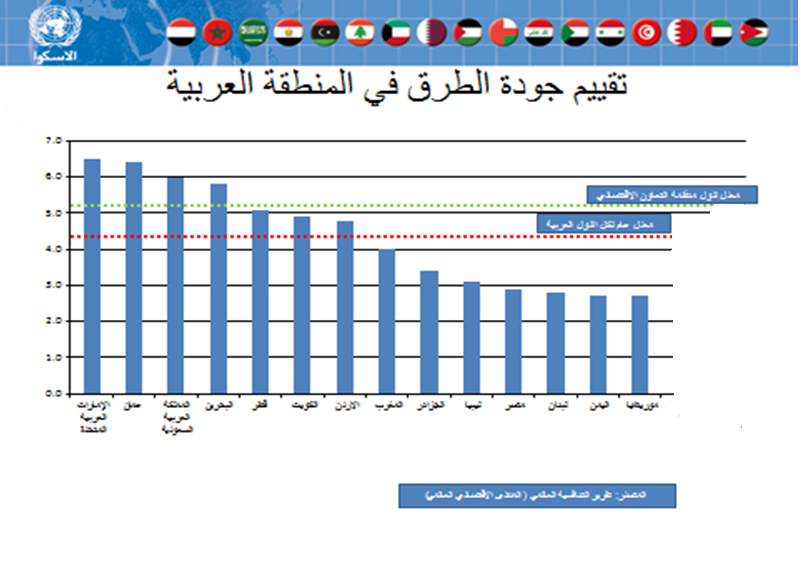 الاسكوا
تقييم جودة الطرق في المنطقة العربية
7.0
6.0
5.0
4.0
3.0
2.0
1.0
0.0
معدل لدول منظمة التعاون الاقتصادي
معدل عام لكل الدول العربية
الإمارات العربية المتحدة
عمان
المملكة العربية السعودية
البحرين
قطر
الكويت
الاردن
المغرب
الجزائر
ليبيا
مصر
لبنان
اليمن
موريتانيا
المصدر: تقرير التنافسية العالمي ( المنتدى الاقتصادي العالمي)